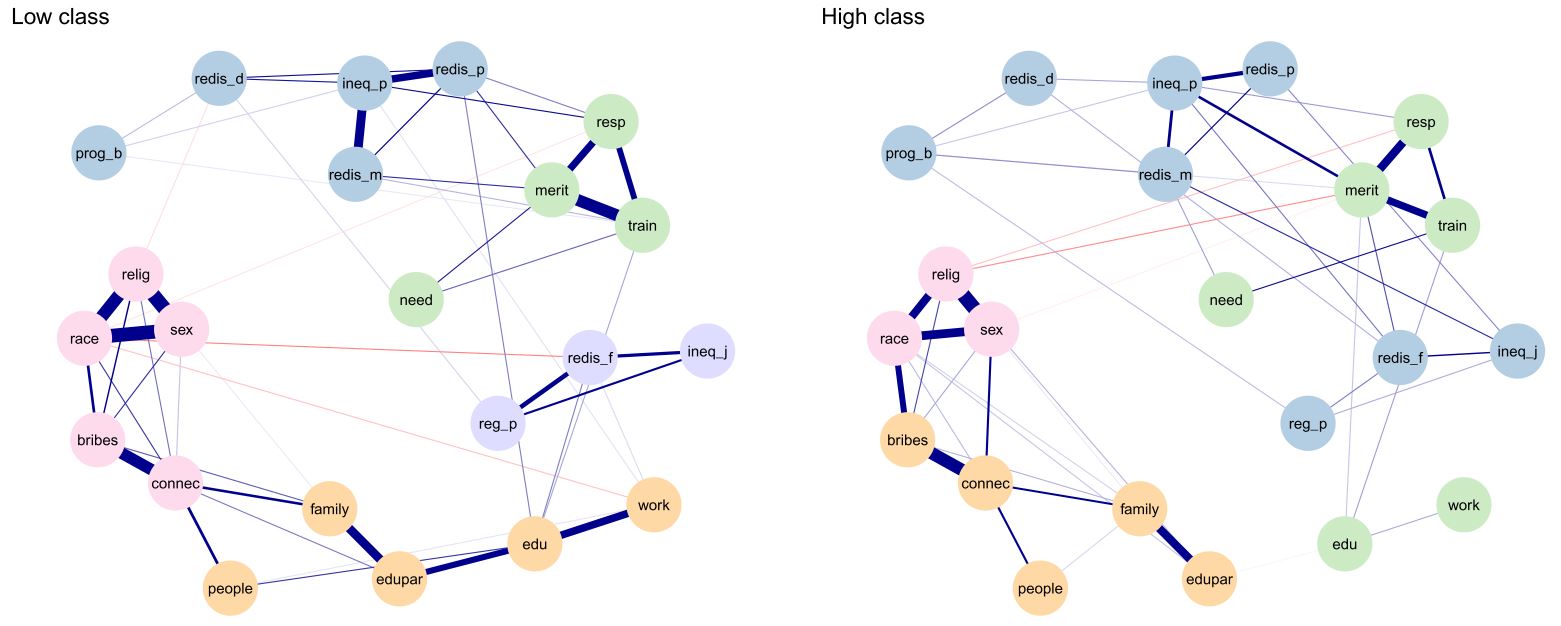 Low class
redis_d
ineq_p
redis_p
resp
prog_b
redis_m
merit
train
relig
need
sex
race
redis_f
ineq_j
reg_p
bribes
connec
family
work
edu
edupar
people
High class
redis_d
ineq_p
redis_p
resp
prog_b
redis_m
merit
train
relig
need
sex
race
redis_f
ineq_j
reg_p
bribes
connec
family
work
edu
edupar
people